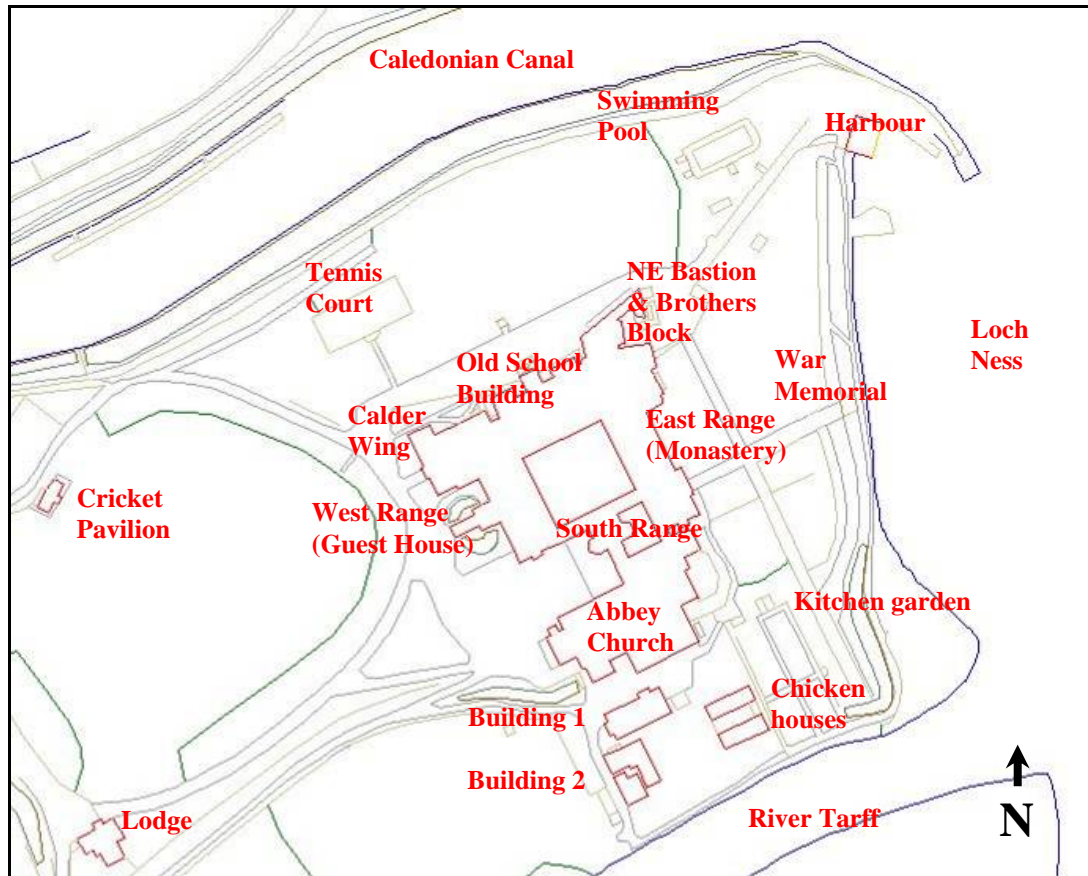 Caledonian Canal
Swimming
Pool
Harbour
Tennis
Court
NE Bastion
& Brothers
Block
Loch
Ness
Old School
Building
War
Memorial
Calder
Wing
East Range
(Monastery)
Cricket
Pavilion
West Range
(Guest House)
South Range
Abbey
Church
Kitchen garden
Chicken
houses
Building 1
Building 2
Lodge
River Tarff
N